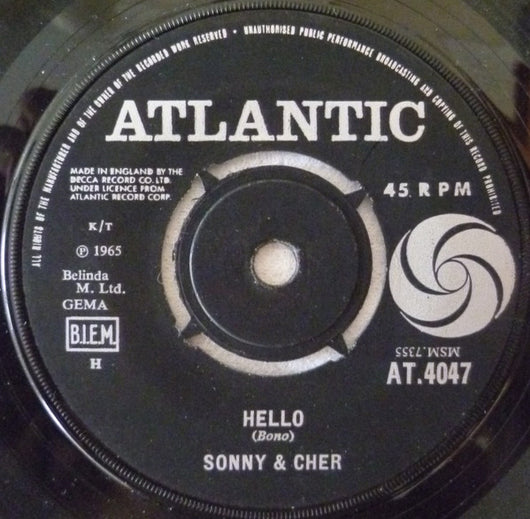 ALL RIGHTS OF THE MANUFACTURER AND OF THE OWNER OF THE RECORDED WORK RESERVED • UNAUTHORISED PUBLIC PERFORMANCE BROADCASTING AND COPYING OF THIS RECORD PROHIBITED
ATLANTIC
MADE IN ENGLAND BY THE
DECCA RECORD CO. LTD.
UNDER LICENCE FROM
ATLANTIC RECORD CORP.
45. RPM
K/T
℗ 1965
Belinda
M. Ltd.
GEMA
B.I.E.M.
H
MSM.7355
AT.4047
HELLO
(Bono)
SONNY & CHER